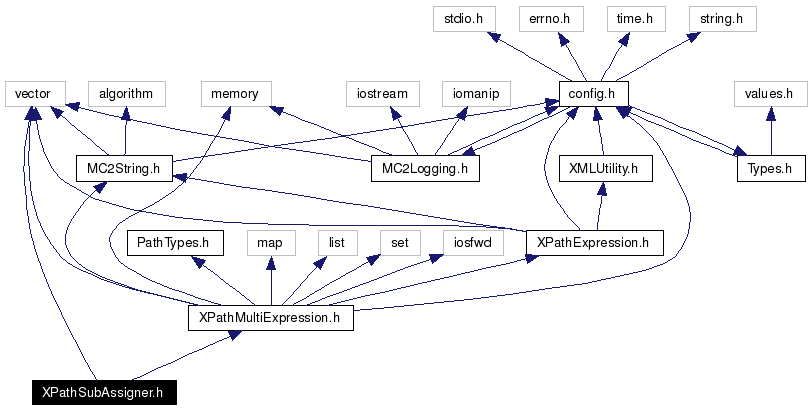 stdio.h
errno.h
time.h
string.h
vector
algorithm
memory
iostream
iomanip
config.h
values.h
MC2String.h
MC2Logging.h
XMLUtility.h
Types.h
PathTypes.h
map
list
set
iosfwd
XPathExpression.h
XPathMultiExpression.h
XPathSubAssigner.h